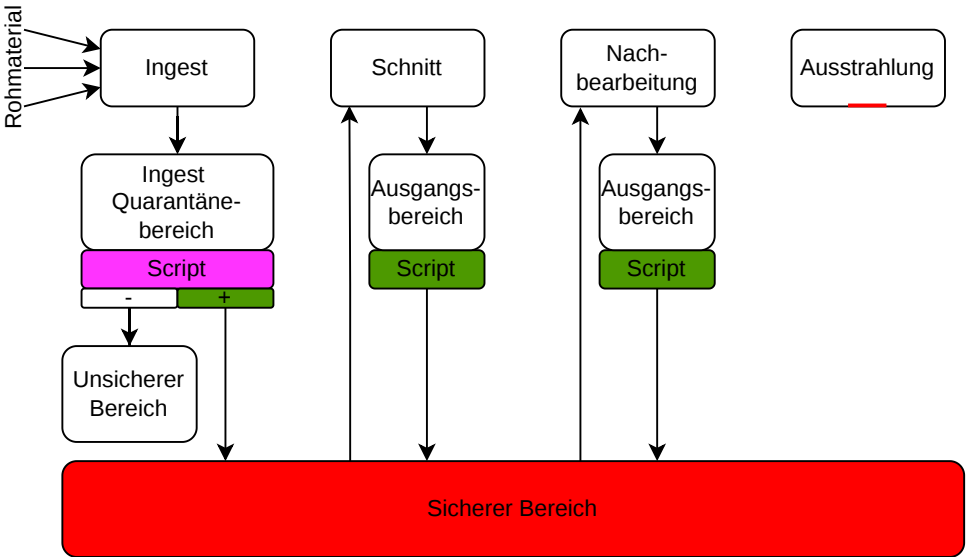 Rohmaterial
Ingest
Schnitt
Nach-
bearbeitung
Ausstrahlung
Ingest
Quarantäne-
bereich
Ausgangs-
bereich
Ausgangs-
bereich
Script
Script
Script
-
+
Unsicherer
Bereich
Sicherer Bereich